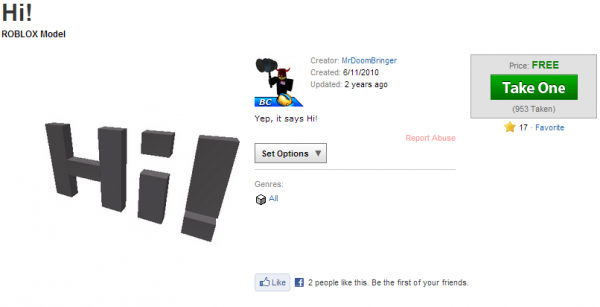 Hi!
ROBLOX Model
Hi!
Creator: MrDoomBringer
Created: 6/11/2010
Updated: 2 years ago
BC
Yep, it says Hi!
Report Abuse
Set Options ▼
Genres:
All
Like
f 2 people like this. Be the first of your friends.
Price: FREE
Take One
(953 Taken)
17 - Favorite